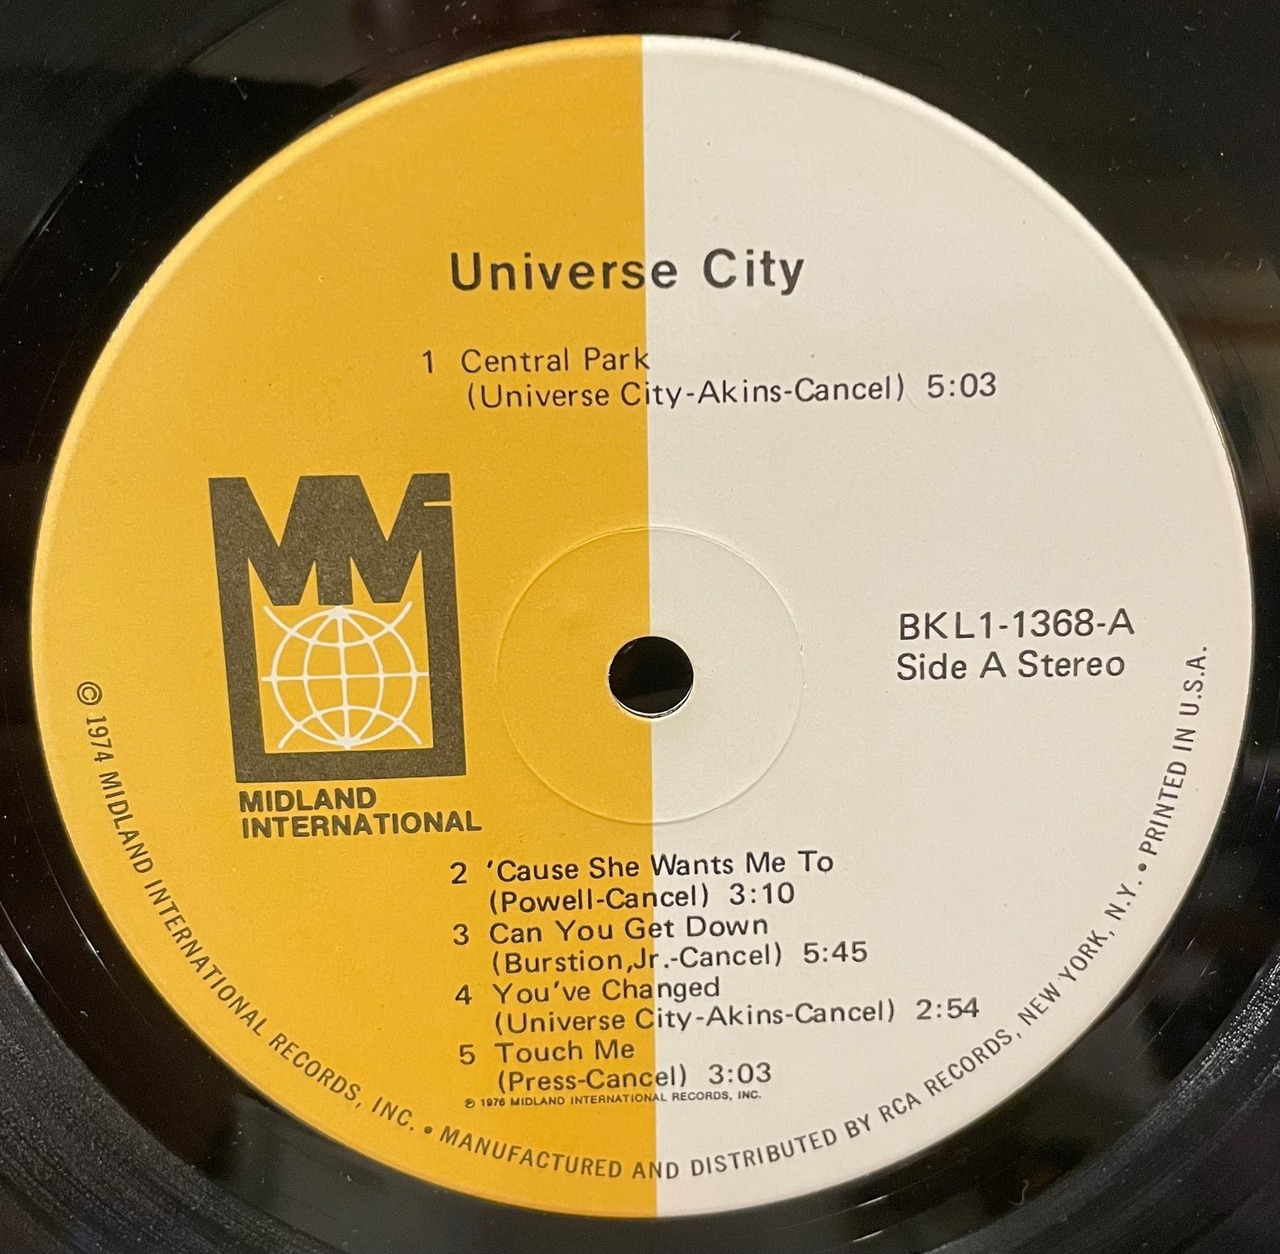 Universe City
1 Central Park
(Universe City-Akins-Cancel) 5:03
MIDLAND
INTERNATIONAL
BKL1-1368-A
Side A Stereo
2 'Cause She Wants Me To
(Powell-Cancel) 3:10
3 Can You Get Down
(Burstion,Jr.-Cancel) 5:45
4 You've Changed
(Universe City-Akins-Cancel) 2:54
5 Touch Me
(Press-Cancel) 3:03
℗ 1976 MIDLAND INTERNATIONAL RECORDS, INC.
© 1974 MIDLAND INTERNATIONAL RECORDS, INC. • MANUFACTURED AND DISTRIBUTED BY RCA RECORDS, NEW YORK, N.Y. • PRINTED IN U.S.A.